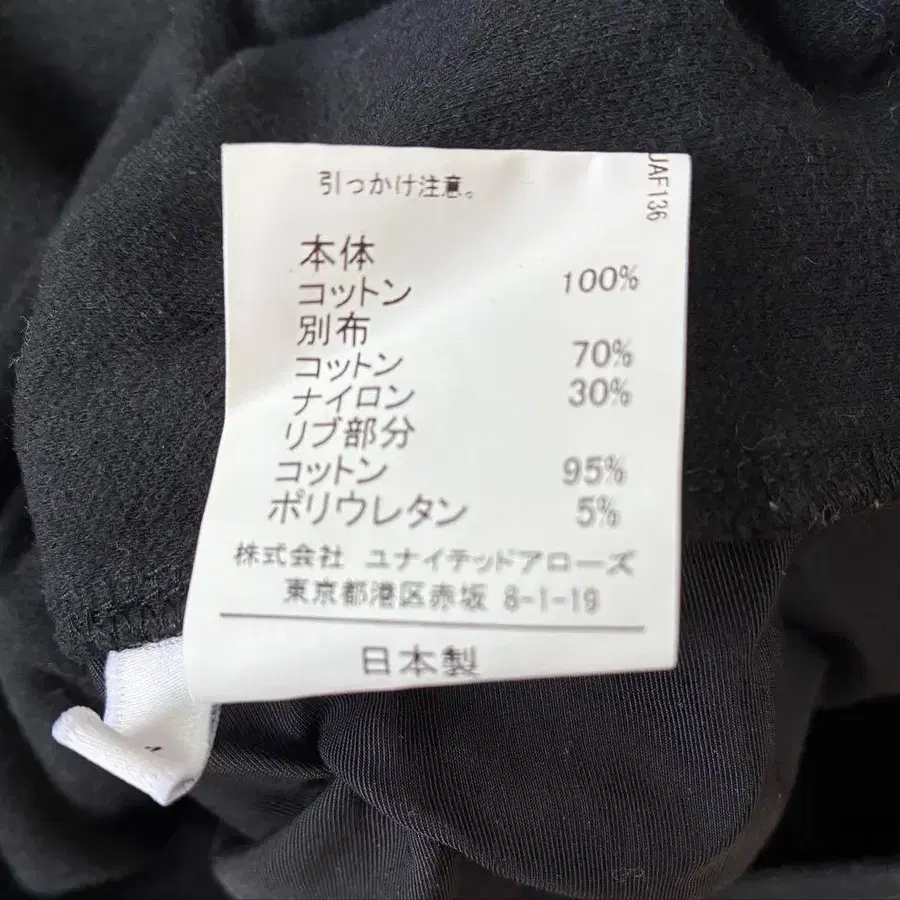 引っかけ注意。
UAF136
本体
コットン 100%
別布
コットン 70%
ナイロン 30%
リブ部分
コットン 95%
ポリウレタン 5%
株式会社 ユナイテッドアローズ
東京都港区赤坂 8-1-19
日本製